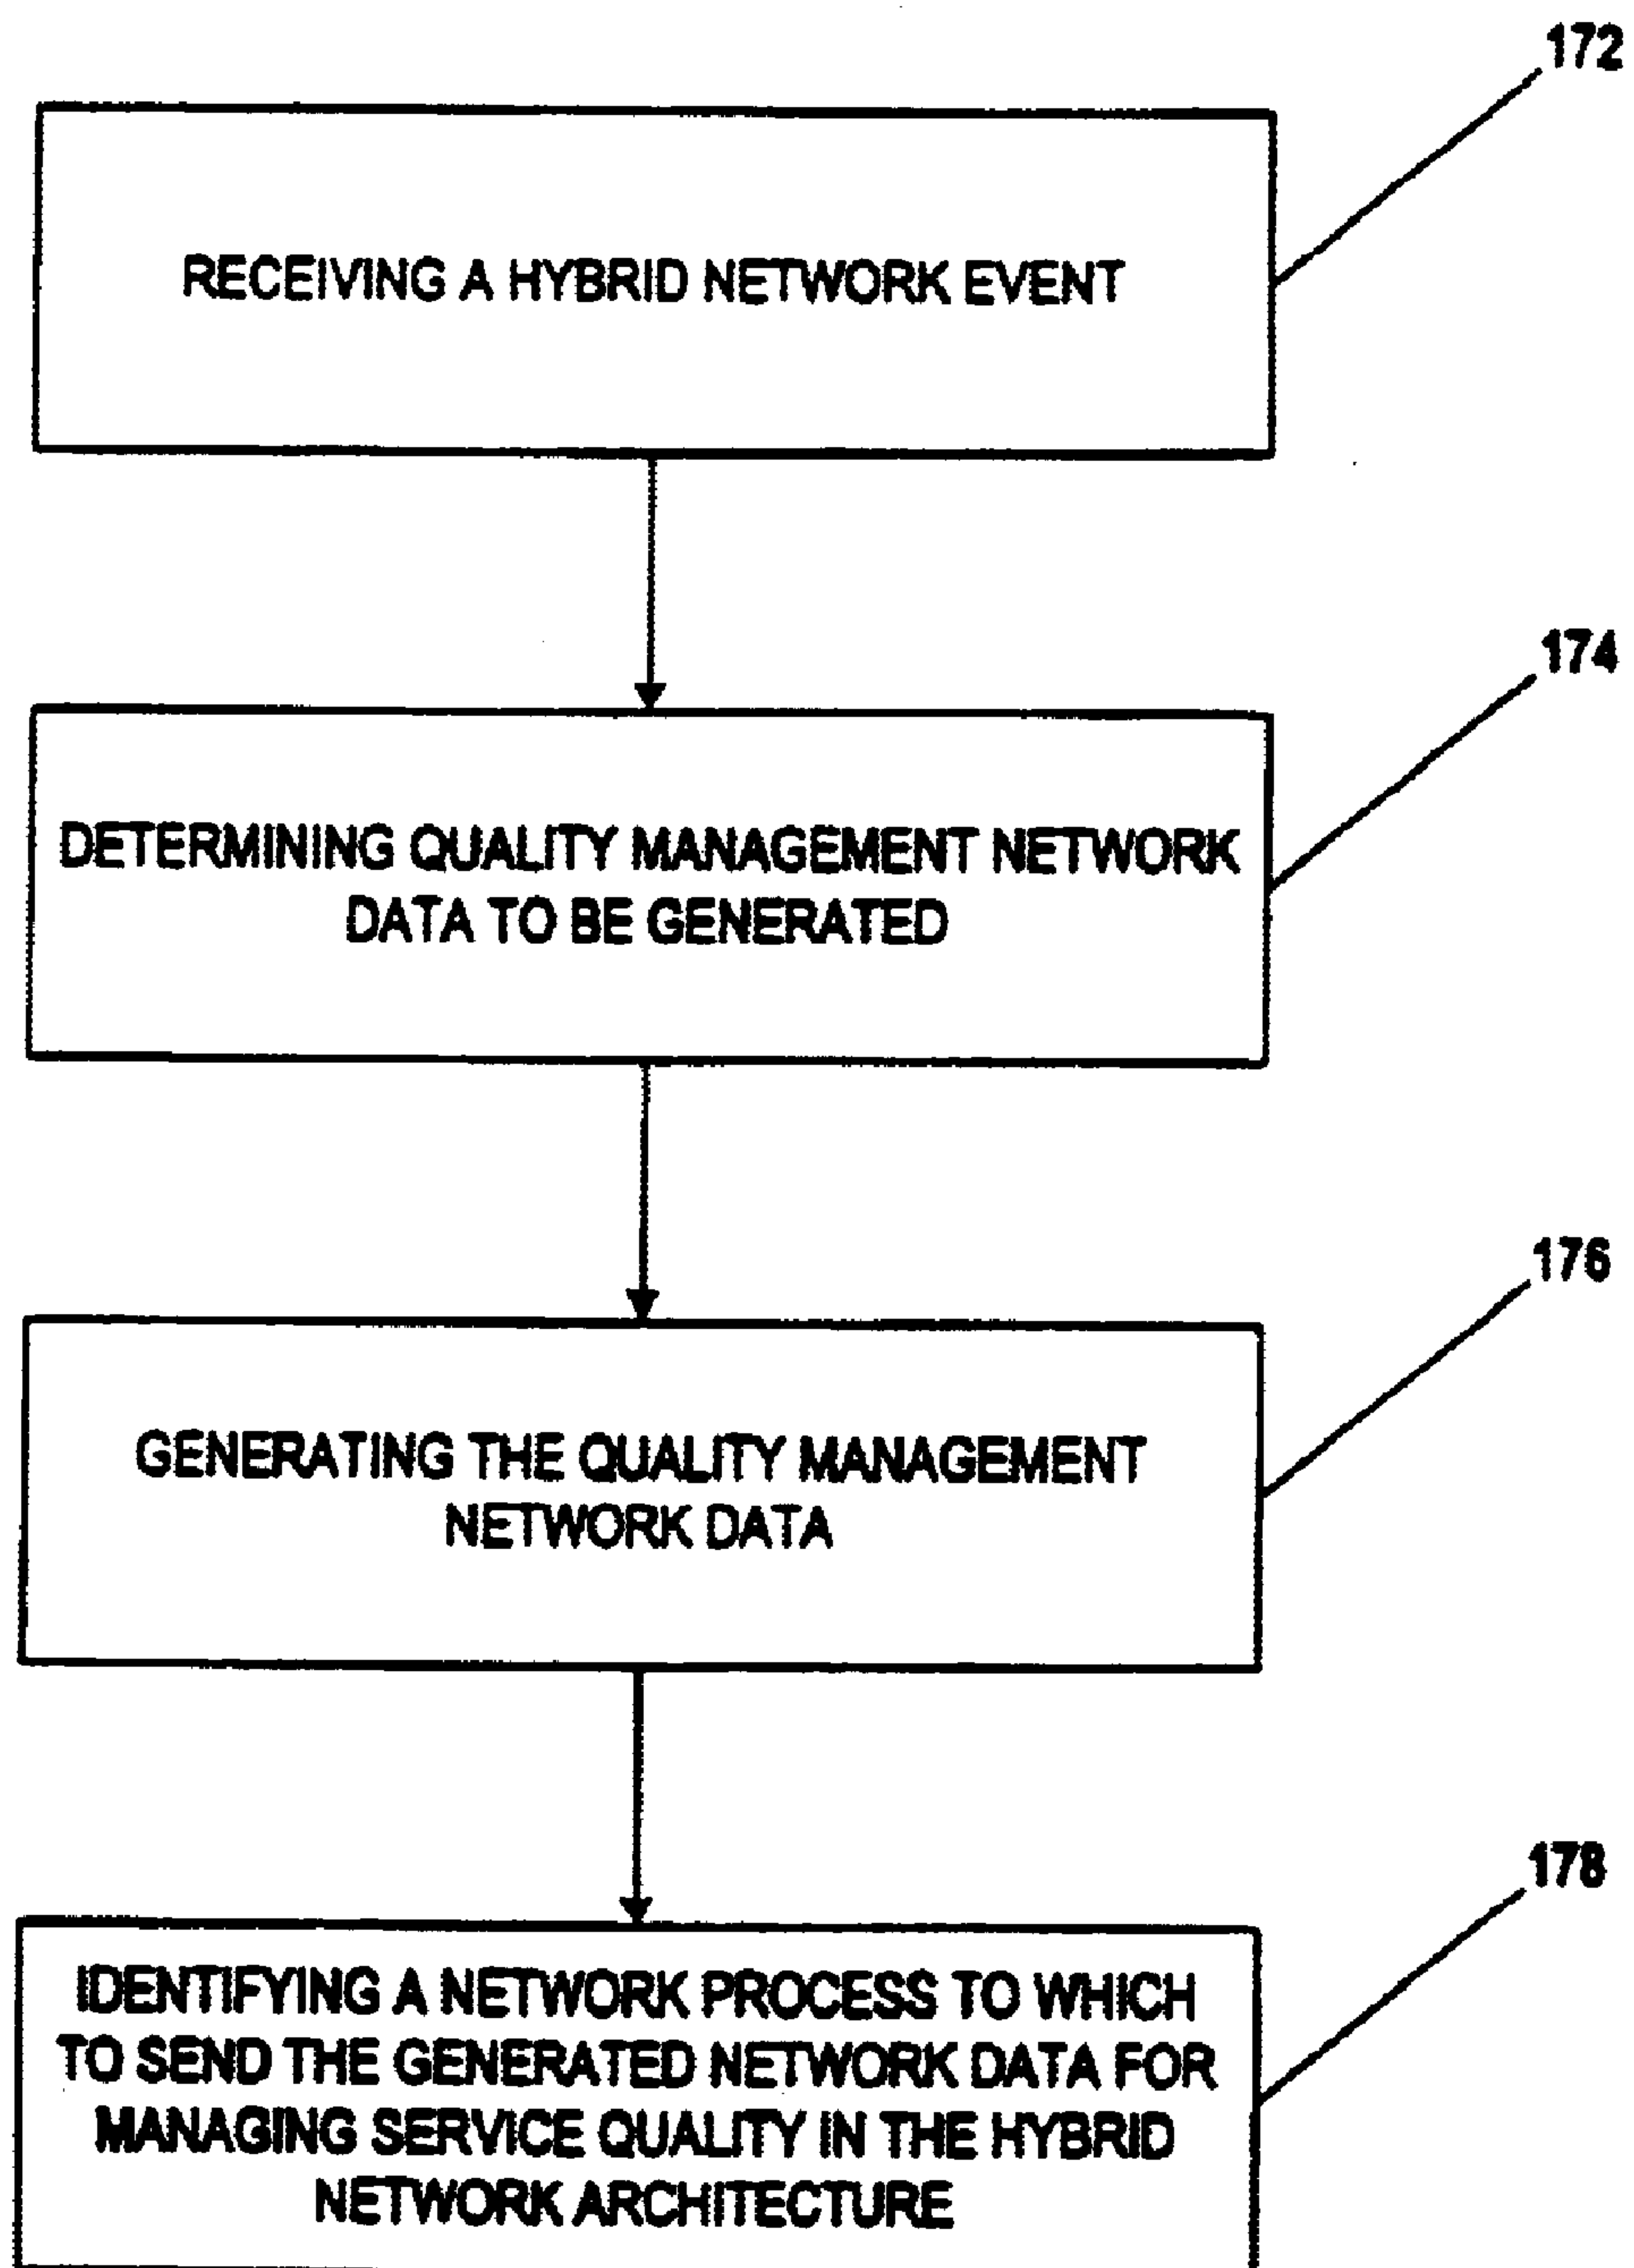 172
RECEIVING A HYBRID NETWORK EVENT
174
DETERMINING QUALITY MANAGEMENT NETWORK
DATA TO BE GENERATED
176
GENERATING THE QUALITY MANAGEMENT
NETWORK DATA
178
IDENTIFYING A NETWORK PROCESS TO WHICH
TO SEND THE GENERATED NETWORK DATA FOR
MANAGING SERVICE QUALITY IN THE HYBRID
NETWORK ARCHITECTURE